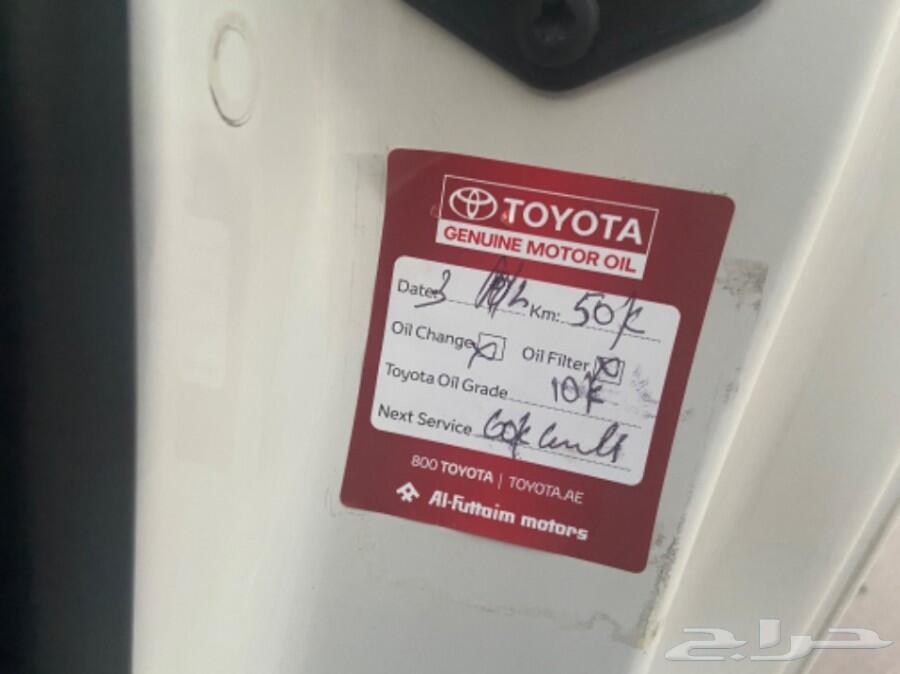 TOYOTA
GENUINE MOTOR OIL
Date: 3 Km: 50k
Oil Change Oil Filter
Toyota Oil Grade 10k
Next Service 60k
800 TOYOTA | TOYOTA.AE
Al-Futtaim motors
حراج